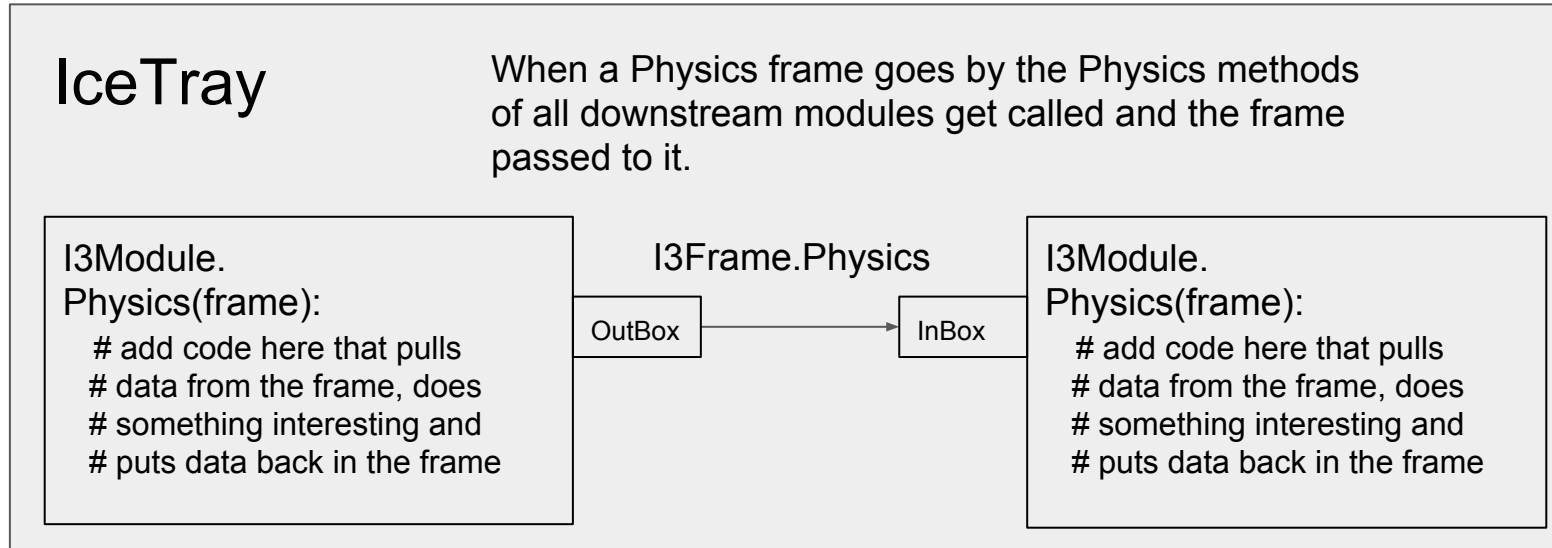 IceTray
When a Physics frame goes by the Physics methods
of all downstream modules get called and the frame
passed to it.
I3Module.
Physics(frame):
# add code here that pulls
# data from the frame, does
# something interesting and
# puts data back in the frame
OutBox
I3Frame.Physics
InBox
I3Module.
Physics(frame):
# add code here that pulls
# data from the frame, does
# something interesting and
# puts data back in the frame